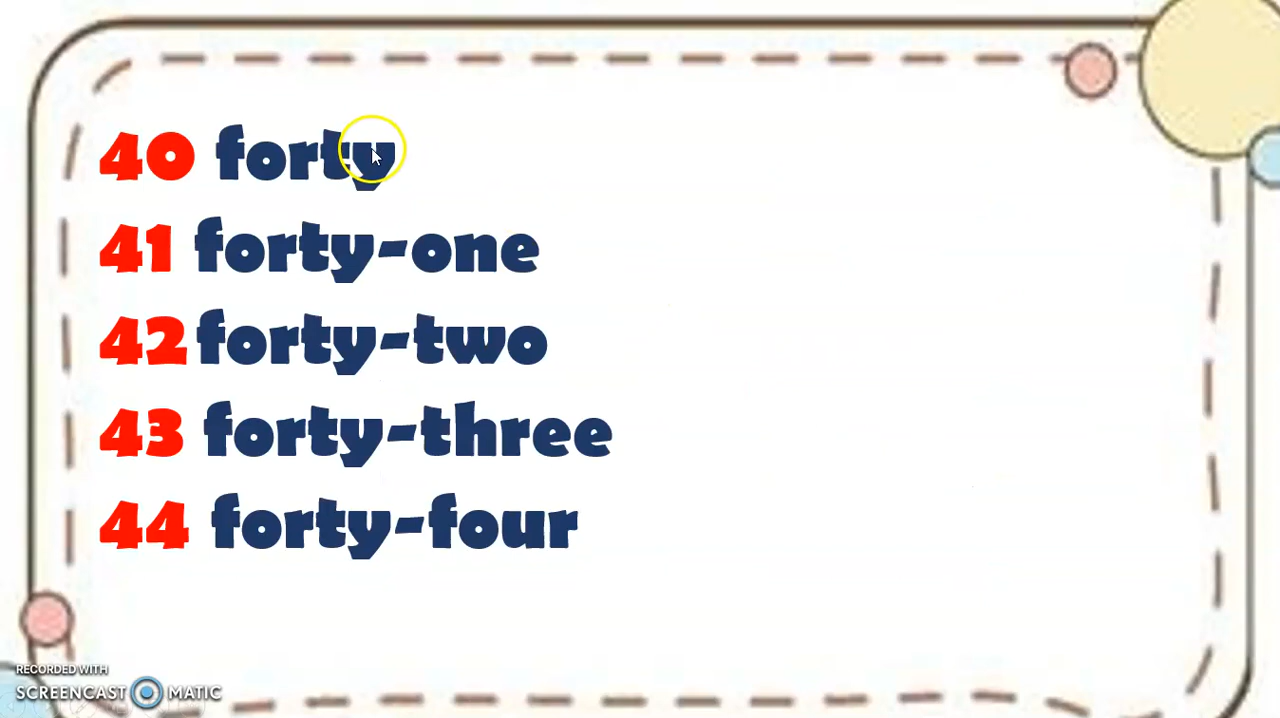 40 forty
41 forty-one
42 forty-two
43 forty-three
44 forty-four
RECORDED WITH
SCREENCAST MATIC